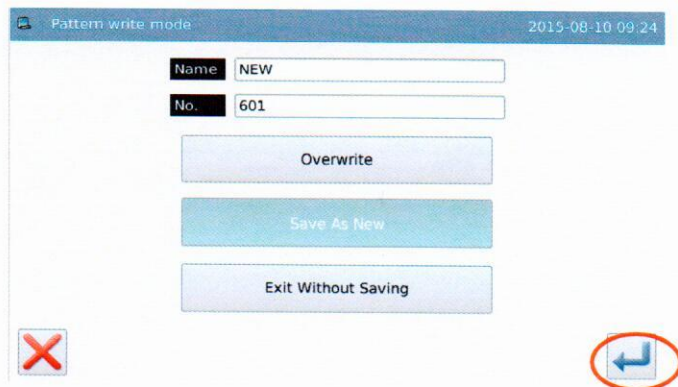 Pattern write mode 2015-08-10 09:24
Name NEW
No. 601
Overwrite
Save As New
Exit Without Saving